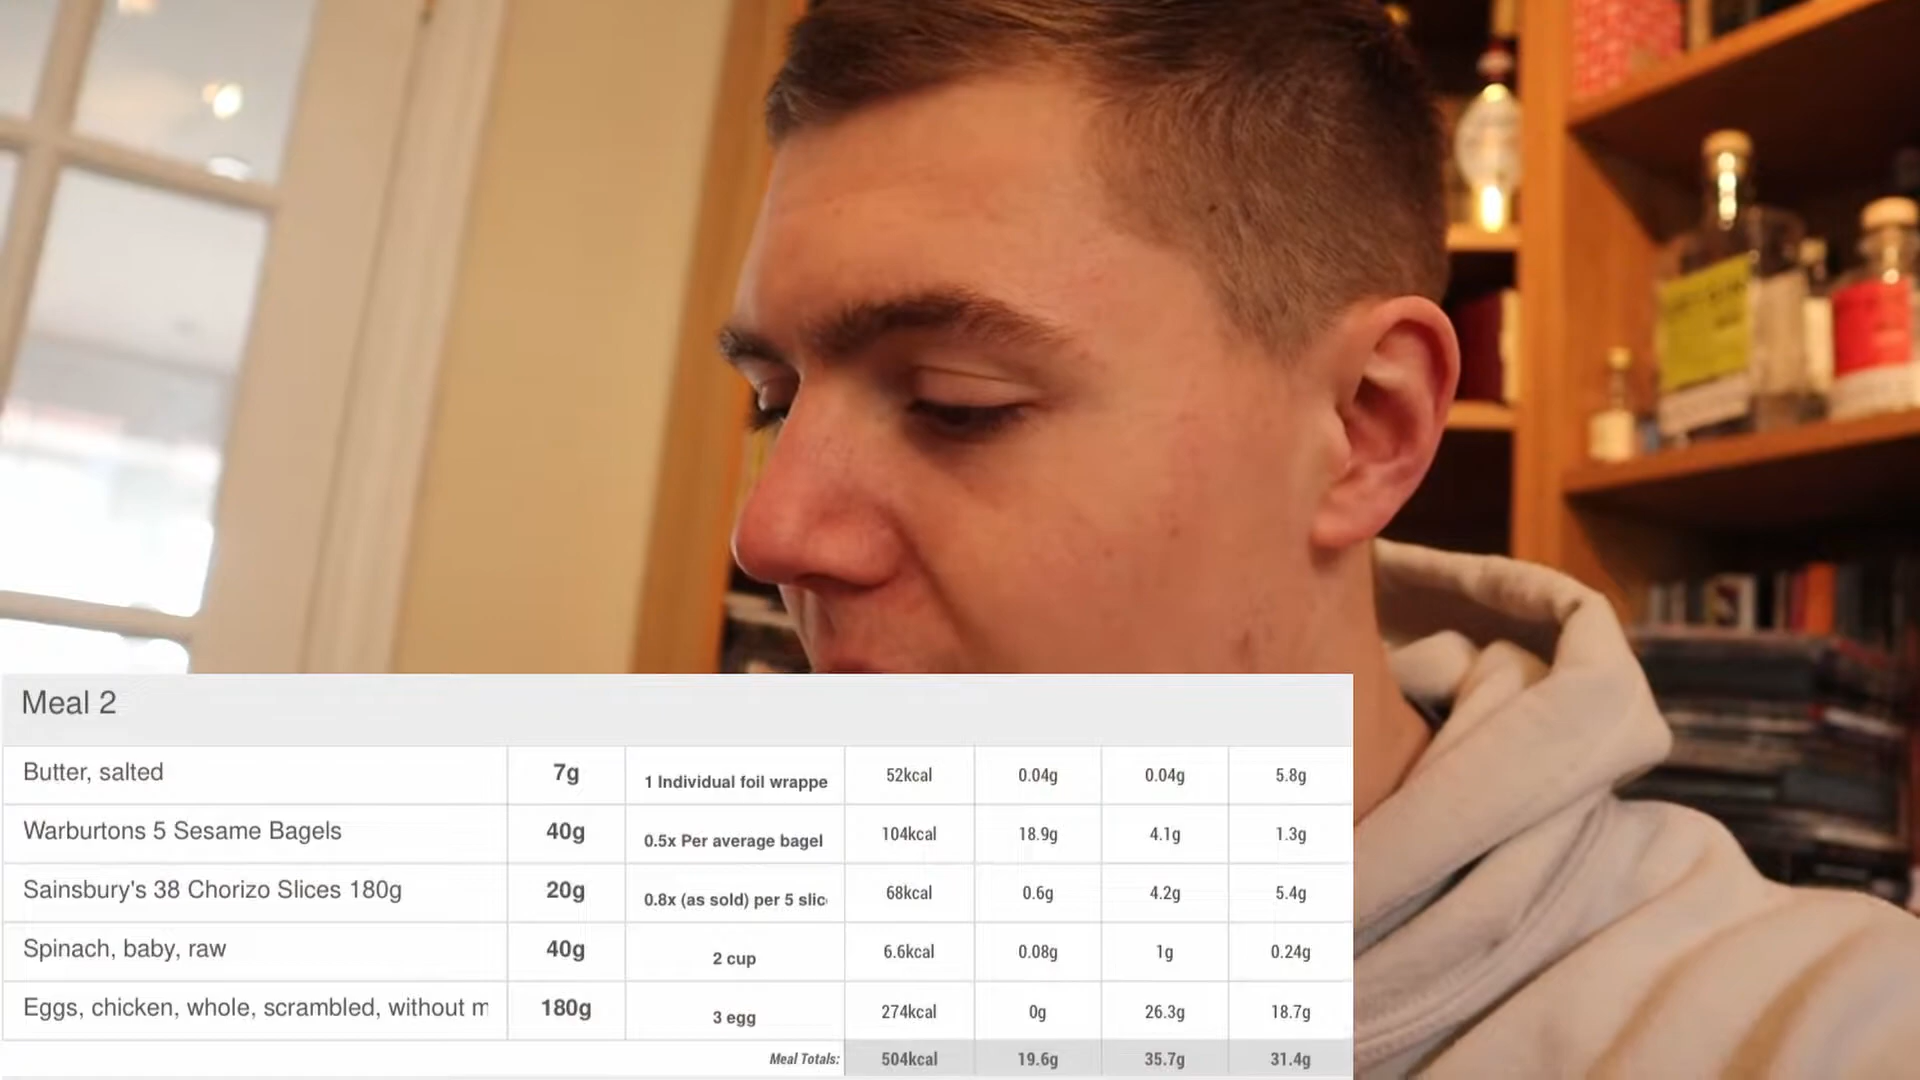 Meal 2
Butter, salted 7g 1 Individual foil wrappe 52kcal 0.04g 0.04g 5.8g
Warburtons 5 Sesame Bagels 40g 0.5x Per average bagel 104kcal 18.9g 4.1g 1.3g
Sainsbury's 38 Chorizo Slices 180g 20g 0.8x (as sold) per 5 slic 68kcal 0.6g 4.2g 5.4g
Spinach, baby, raw 40g 2 cup 6.6kcal 0.08g 1g 0.24g
Eggs, chicken, whole, scrambled, without m 180g 3 egg 274kcal 0g 26.3g 18.7g
Meal Totals: 504kcal 19.6g 35.7g 31.4g